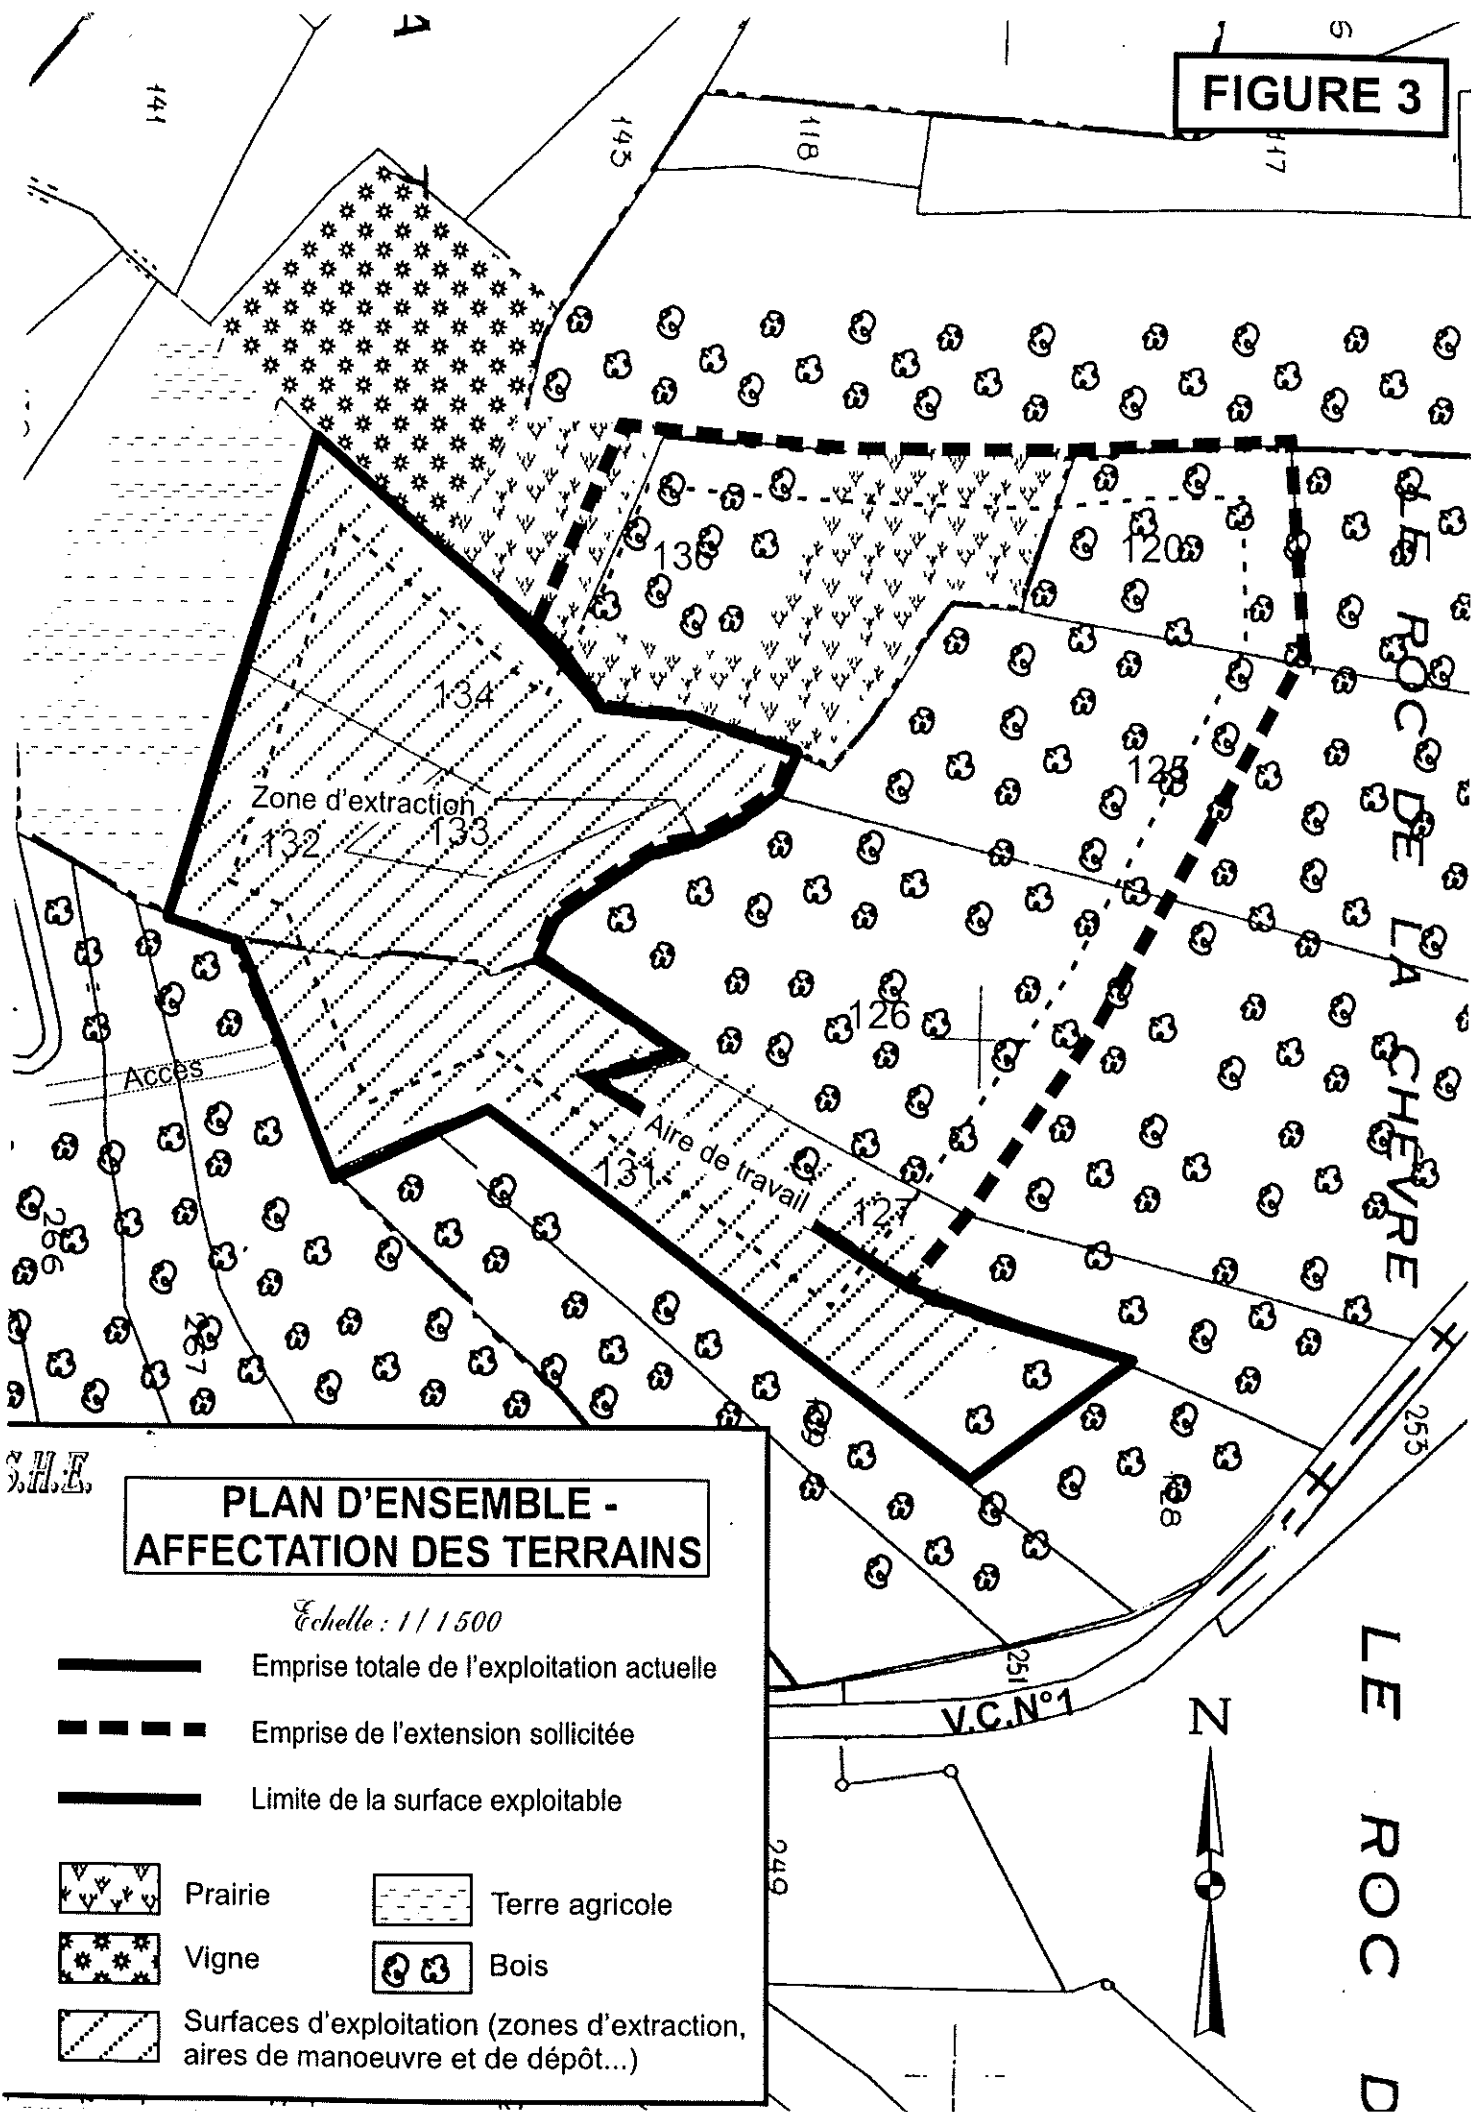 FIGURE 3
141
143
118
117
6
136
120
134
Zone d'extraction
132
133
125
126
Accès
Aire de travail
131
127
266
267
LE ROC DE LA CHEVRE
255
128
S.H.E.
PLAN D'ENSEMBLE -
AFFECTATION DES TERRAINS
Echelle : 1 / 1 500
Emprise totale de l'exploitation actuelle
Emprise de l'extension sollicitée
Limite de la surface exploitable
Prairie
Terre agricole
Vigne
Bois
Surfaces d'exploitation (zones d'extraction,
aires de manoeuvre et de dépôt...)
251
V.C.N°1
249
N
LE ROC D